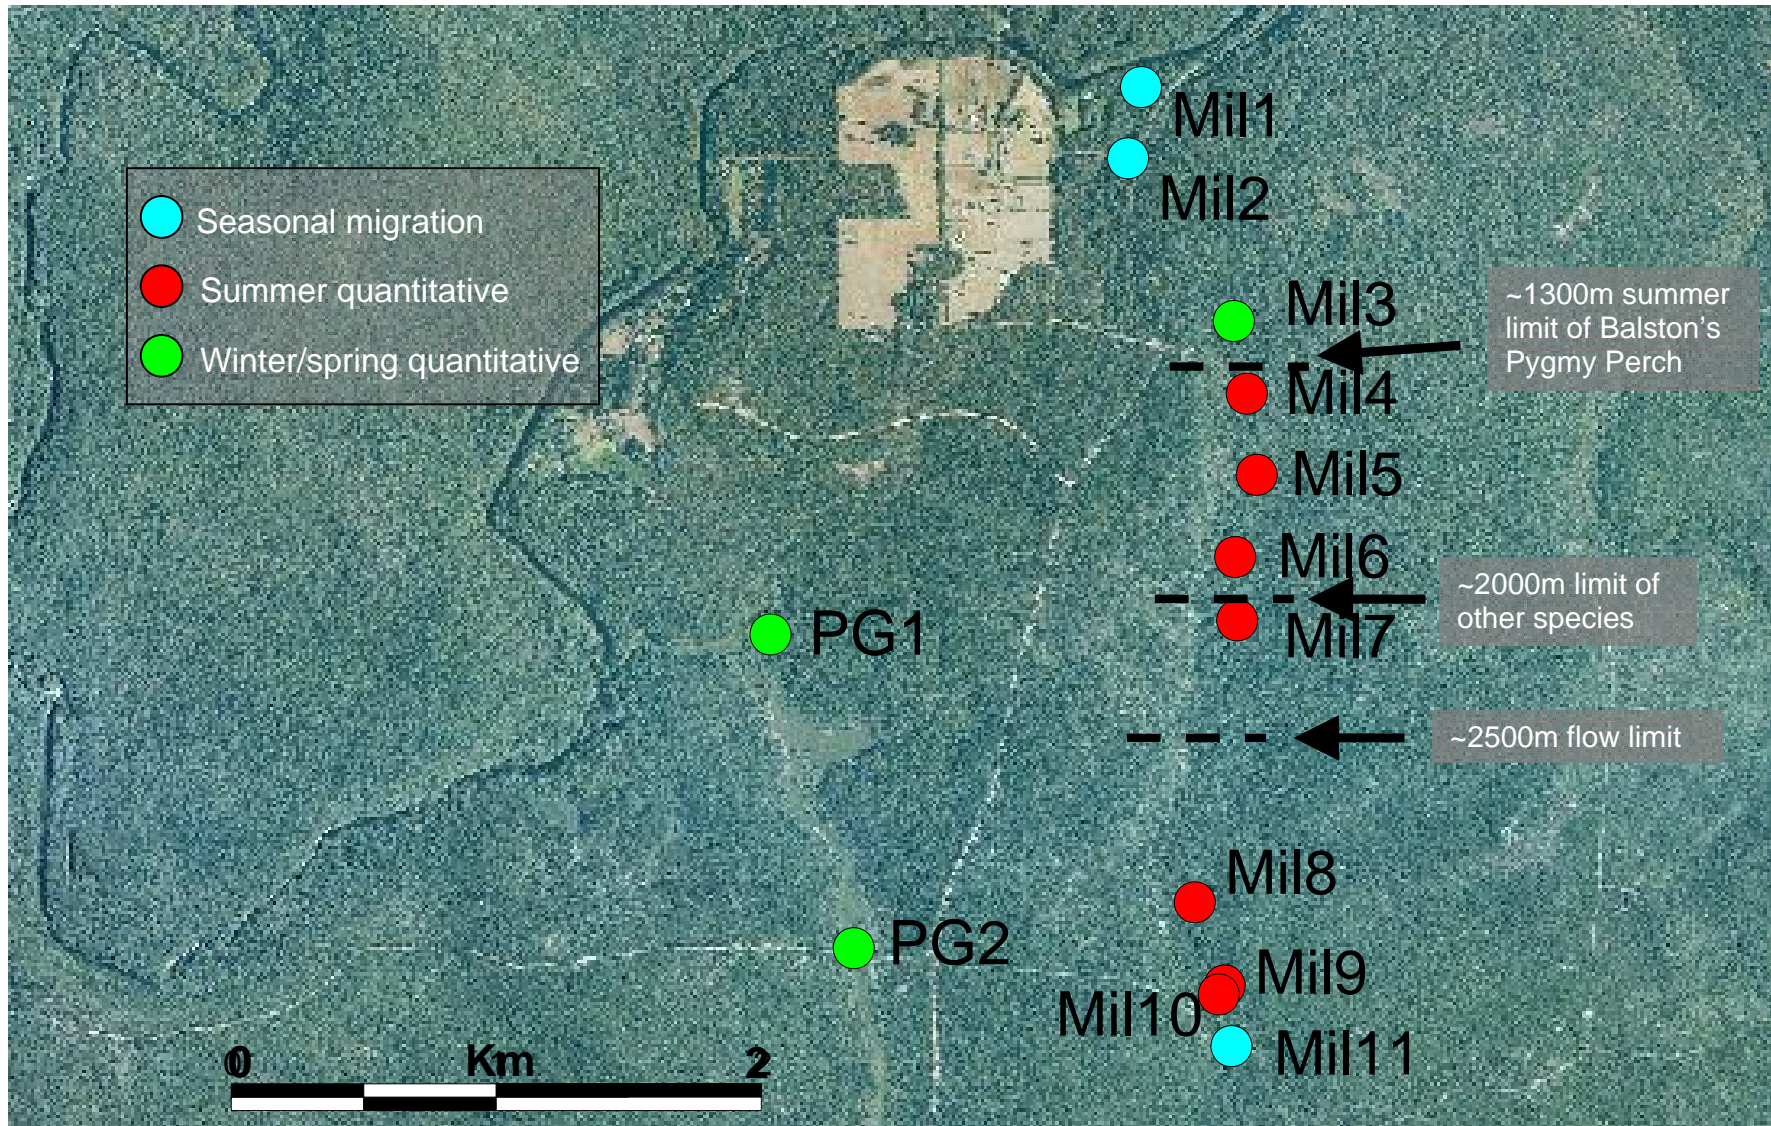 Mil1
Mil2
Seasonal migration
Summer quantitative
Winter/spring quantitative
Mil3
~1300m summer
limit of Balston's
Pygmy Perch
Mil4
Mil5
Mil6
~2000m limit of
other species
Mil7
PG1
~2500m flow limit
Mil8
PG2
Mil9
Mil10
Mil11
0 Km 2